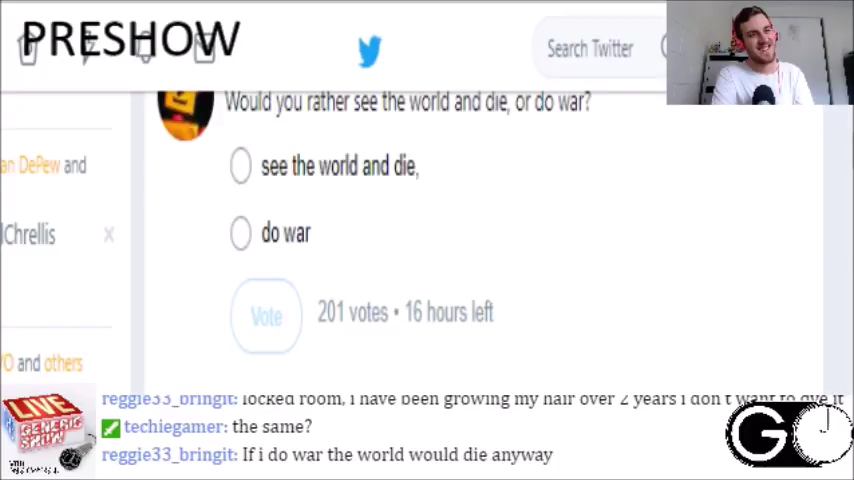 PRESHOW
Search Twitter
Would you rather see the world and die, or do war?
an DePew and
see the world and die,
Chrellis x
do war
Vote 201 votes • 16 hours left
O and others
reggie33_bringit: locked room, i have been growing my hair over 2 years i don't want to dye it
techiegamer: the same?
reggie33_bringit: If i do war the world would die anyway
LIVE
GENERIC
SHOW
GO